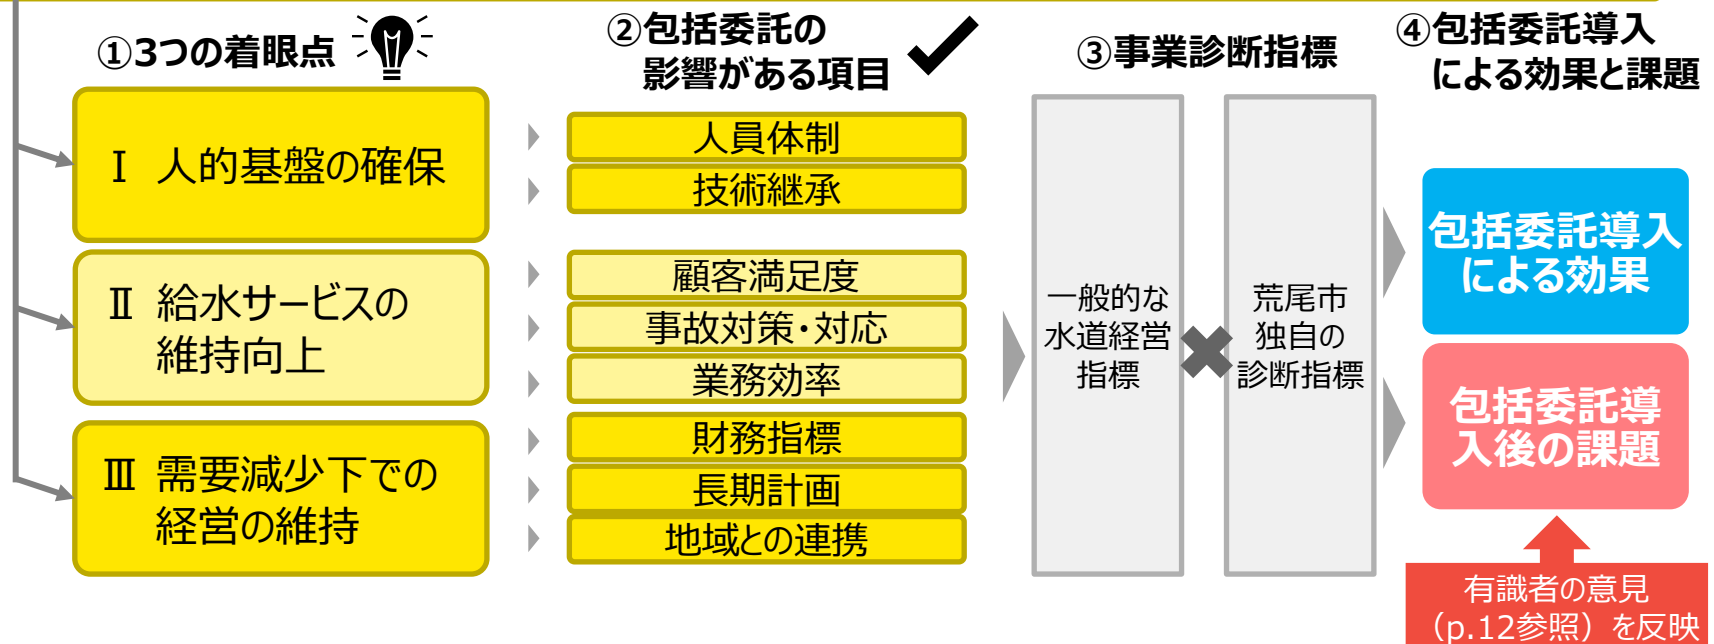 ①3つの着眼点
②包括委託の
影響がある項目
③事業診断指標
④包括委託導入
による効果と課題
Ⅰ 人的基盤の確保
Ⅱ 給水サービスの
維持向上
Ⅲ 需要減少下での
経営の維持
人員体制
技術継承
顧客満足度
事故対策・対応
業務効率
財務指標
長期計画
地域との連携
一般的な
水道経営
指標
荒尾市
独自の
診断指標
包括委託導入
による効果
包括委託導
入後の課題
有識者の意見
（p.12参照）を反映